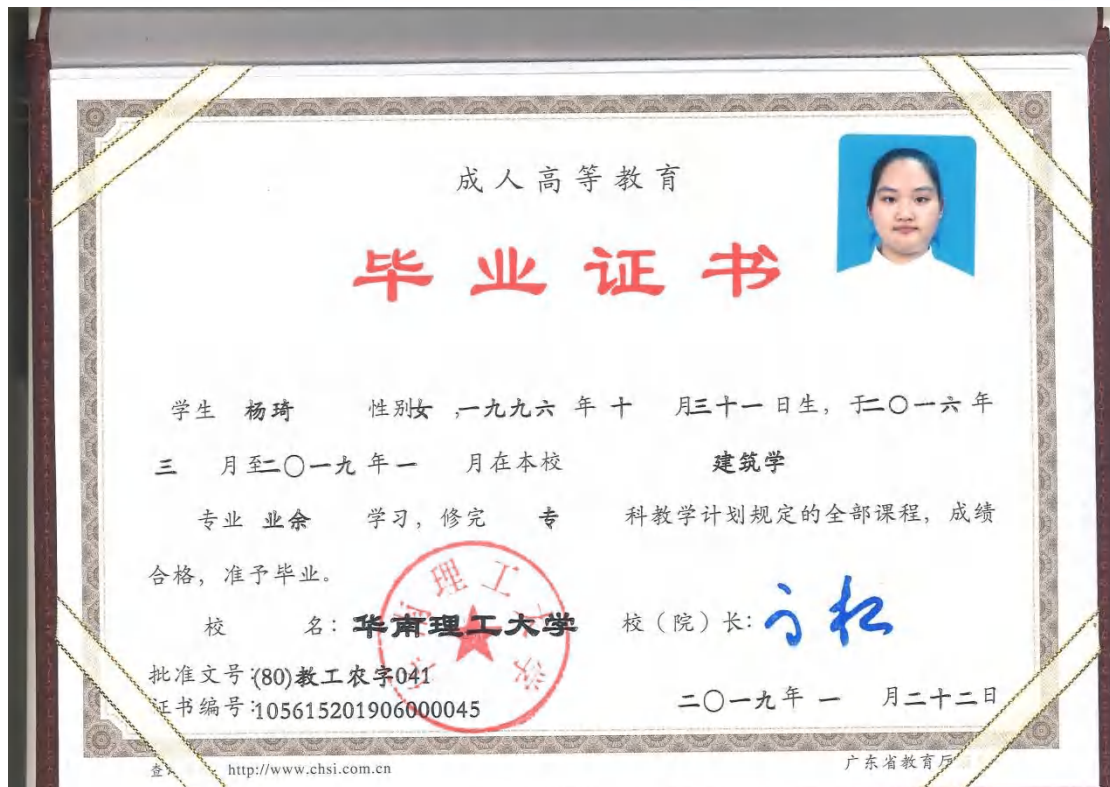 成人高等教育
毕业证书
学生 杨琦 性别女，一九九六年十月三十一日生，于二〇一六年
三月至二〇一九年一月在本校 建筑学
专业 业余 学习，修完 专 科教学计划规定的全部课程，成绩
合格，准予毕业。
校 名：华南理工大学 校（院）长：
批准文号：(80)教工农字041
证书编号：105615201906000045
二〇一九年一月二十二日
http://www.chsi.com.cn
广东省教育厅